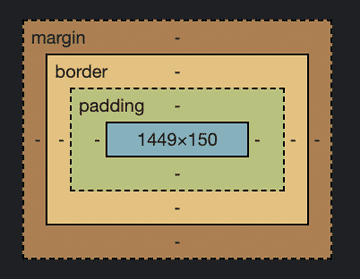 margin -
border -
padding -
- - - 1449×150 - - -
-
-
-